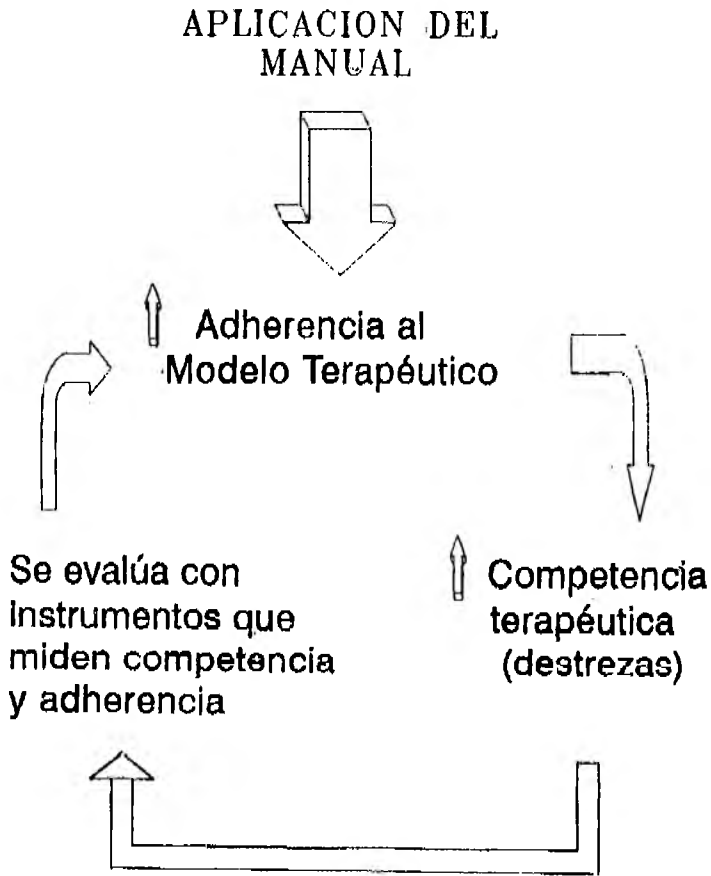 APLICACION DEL
MANUAL
Adherencia al
Modelo Terapéutico
Competencia
terapéutica
(destrezas)
Se evalúa con
instrumentos que
miden competencia
y adherencia